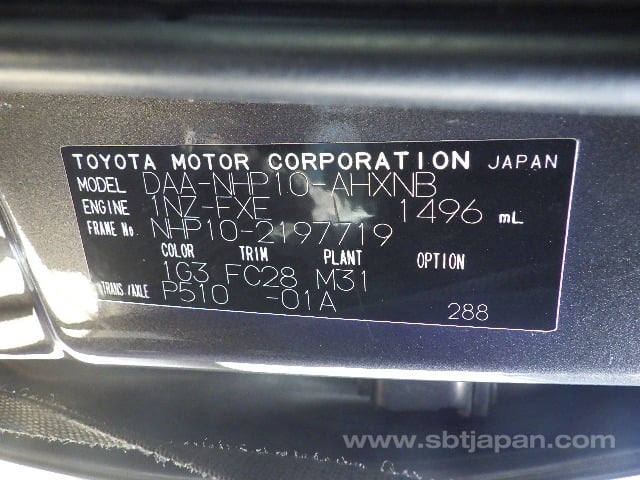 TOYOTA MOTOR CORPORATION JAPAN
MODEL DAA-NHP10-AHXNB
ENGINE 1NZ-FXE 1496 mL
FRAME No. NHP10-2197719
COLOR TRIM PLANT OPTION
1G3 FC28 M31
TRANS./AXLE P510 -01A 288
www.sbtjapan.com